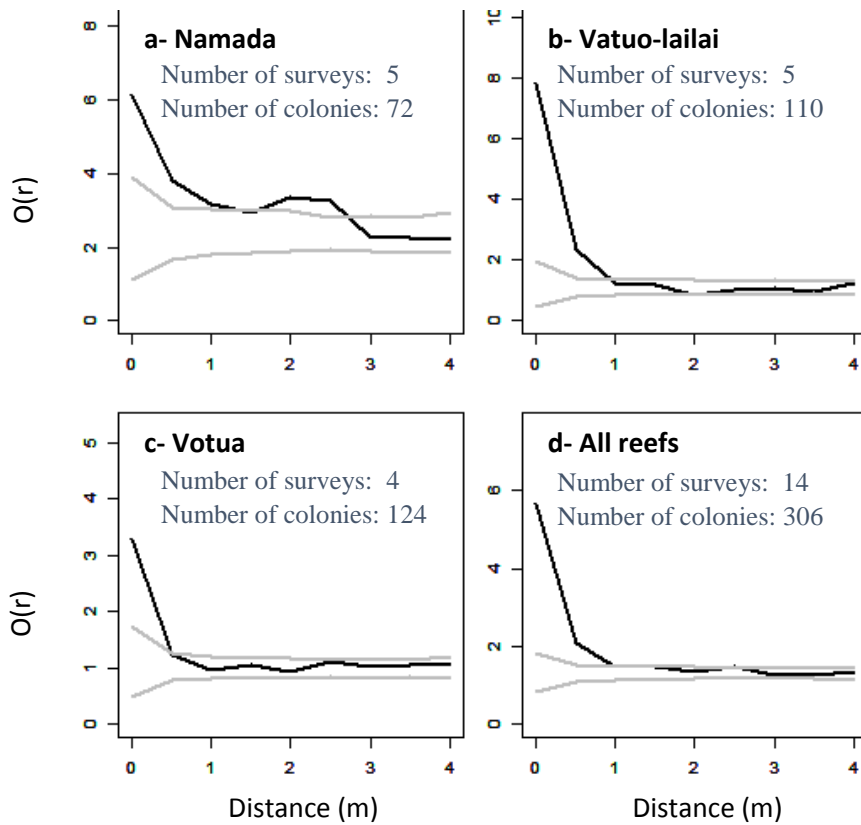 a- Namada
Number of surveys: 5
Number of colonies: 72
8
6
4
2
0
0 1 2 3 4
O(r)
b- Vatuo-lailai
Number of surveys: 5
Number of colonies: 110
10
8
6
4
2
0
0 1 2 3 4
c- Votua
Number of surveys: 4
Number of colonies: 124
5
4
3
2
1
0
0 1 2 3 4
O(r)
Distance (m)
d- All reefs
Number of surveys: 14
Number of colonies: 306
6
4
2
0
0 1 2 3 4
Distance (m)